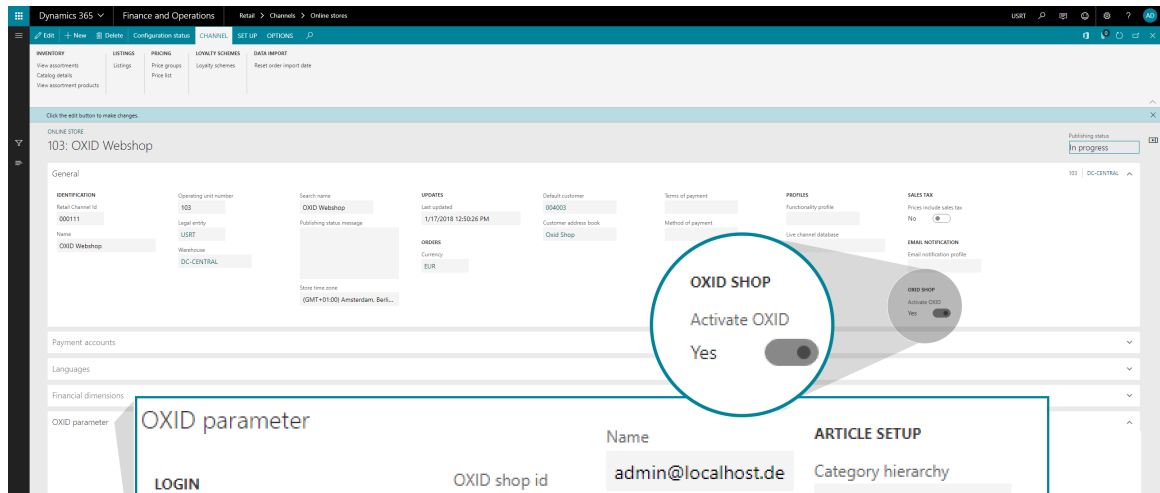 Dynamics 365 Finance and Operations Retail > Channels > Online stores USRT ? AD
Edit + New Delete Configuration status CHANNEL SET UP OPTIONS 0
INVENTORY LISTINGS PRICING LOYALTY SCHEMES DATA IMPORT
View assortments Listings Price groups Loyalty schemes Reset order import date
Catalog details Price list
View assortment products
Click the edit button to make changes.
ONLINE STORE
103: OXID Webshop
Publishing status
In progress
General 103 | DC-CENTRAL
IDENTIFICATION
Retail Channel Id
000111
Name
OXID Webshop
Operating unit number
103
Legal entity
USRT
Warehouse
DC-CENTRAL
Search name
OXID Webshop
Publishing status message
Store time zone
(GMT+01:00) Amsterdam, Berli...
UPDATES
Last updated
1/17/2018 12:50:26 PM
ORDERS
Currency
EUR
Default customer
004003
Customer address book
Oxid Shop
Terms of payment
Method of payment
PROFILES
Functionality profile
Live channel database
SALES TAX
Prices include sales tax
No
EMAIL NOTIFICATION
Email notification profile
OXID SHOP
Activate OXID
Yes
OXID SHOP
Activate OXID
Yes
Payment accounts
Languages
Financial dimensions
OXID parameter
OXID parameter
LOGIN
OXID shop id
Name
admin@localhost.de
ARTICLE SETUP
Category hierarchy